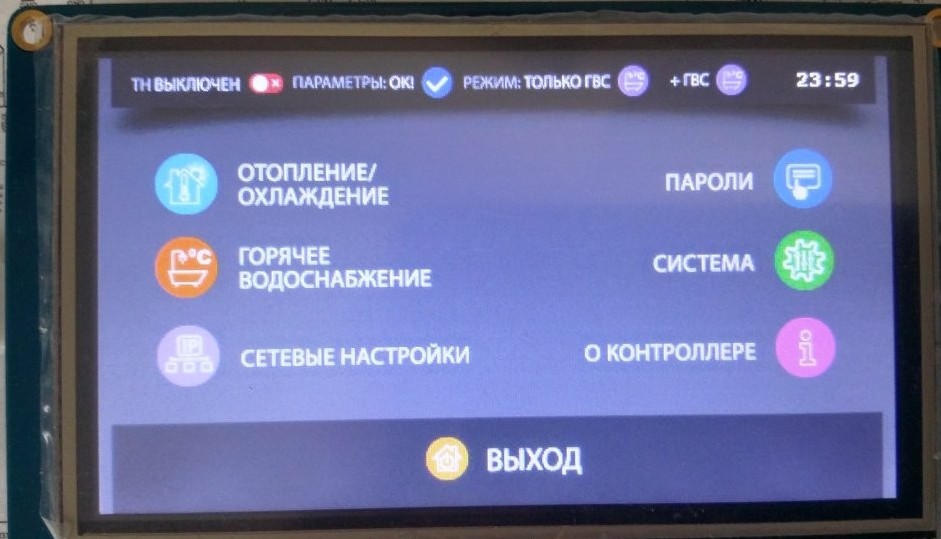 ТН ВЫКЛЮЧЕН ПАРАМЕТРЫ: ОК! РЕЖИМ: ТОЛЬКО ГВС + ГВС 23:59
ОТОПЛЕНИЕ/
ОХЛАЖДЕНИЕ
ПАРОЛИ
ГОРЯЧЕЕ
ВОДОСНАБЖЕНИЕ
°C
СИСТЕМА
IP
СЕТЕВЫЕ НАСТРОЙКИ
О КОНТРОЛЛЕРЕ
i
ВЫХОД